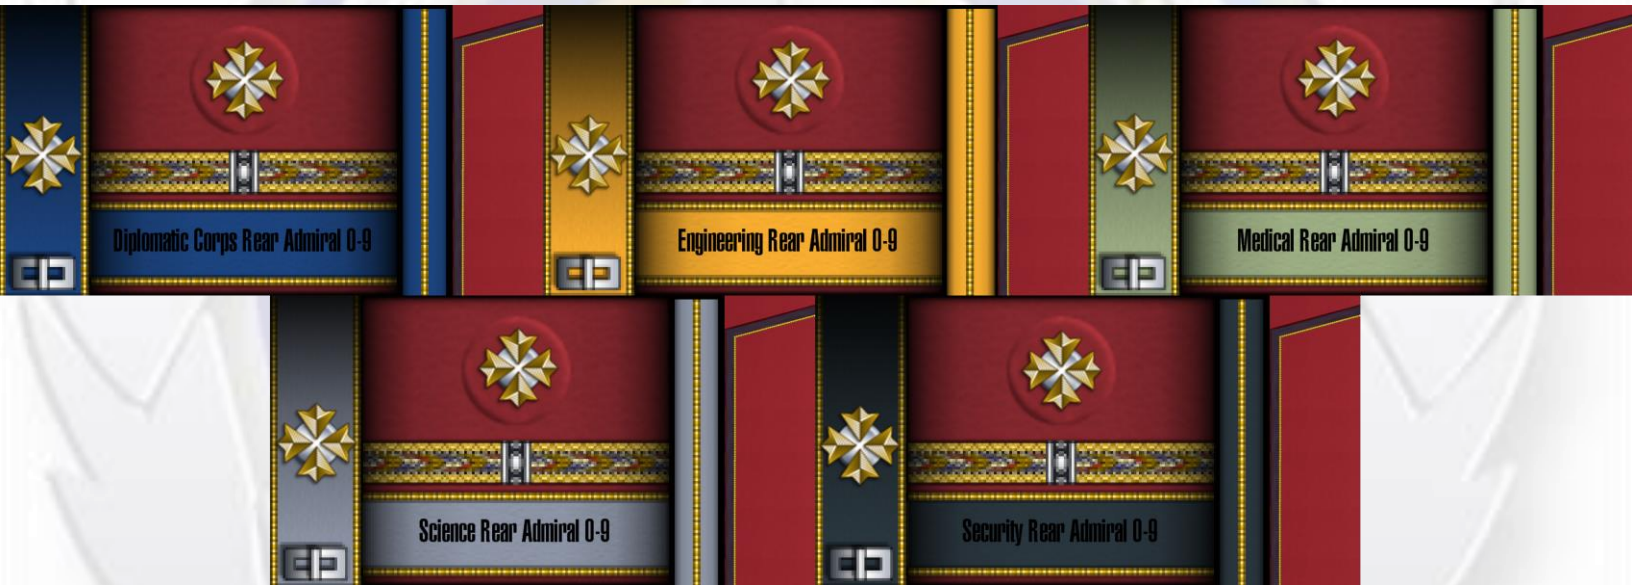 Diplomatic Corps Rear Admiral O-9
Engineering Rear Admiral O-9
Medical Rear Admiral O-9
Science Rear Admiral O-9
Security Rear Admiral O-9